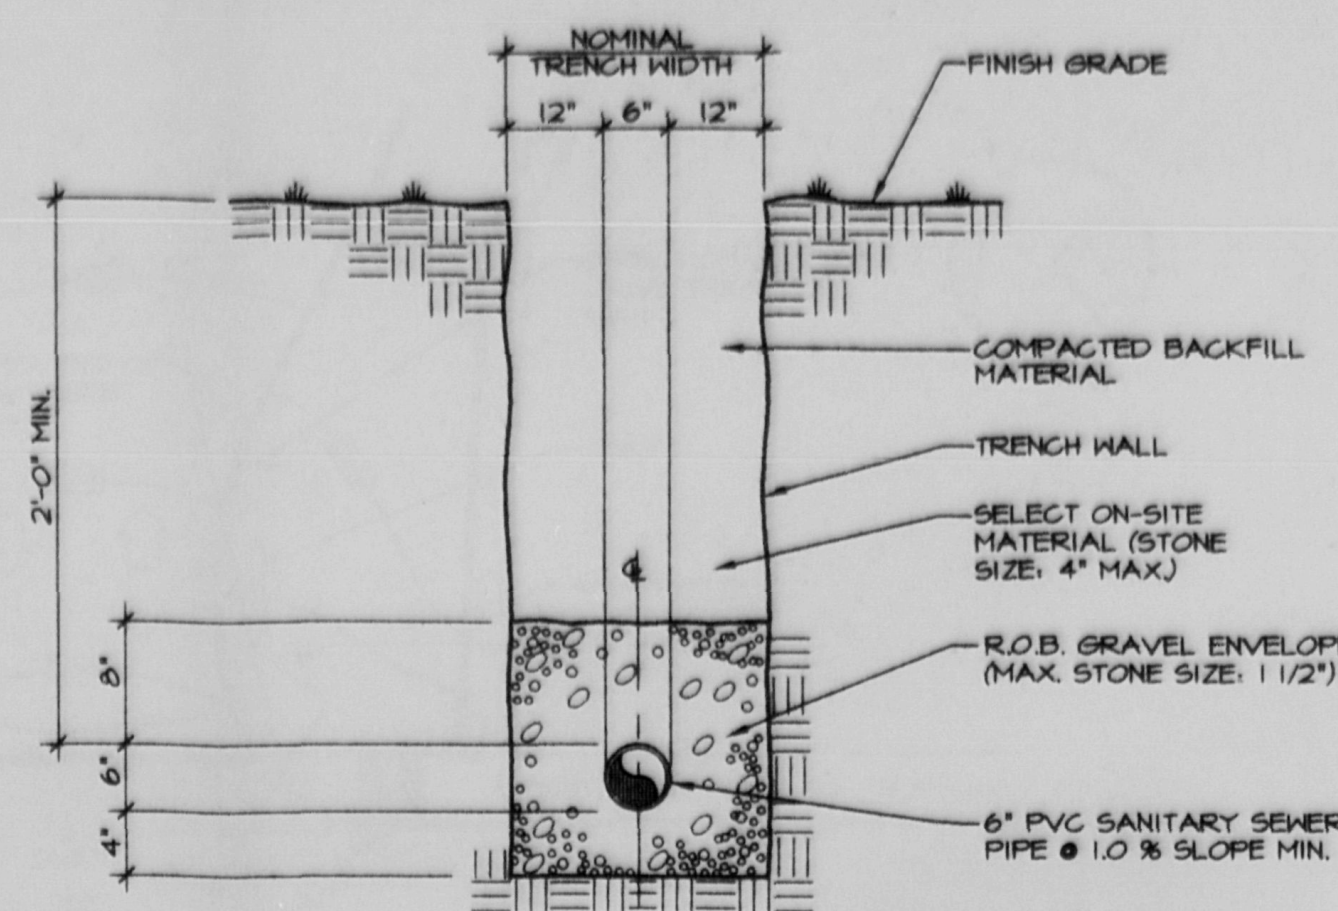 NOMINAL
TRENCH WIDTH
12" 6" 12"
FINISH GRADE
2'-0" MIN.
COMPACTED BACKFILL
MATERIAL
TRENCH WALL
SELECT ON-SITE
MATERIAL (STONE
SIZE: 4" MAX.)
℄
8"
6"
4"
R.O.B. GRAVEL ENVELOPE
(MAX. STONE SIZE: 1 1/2")
6" PVC SANITARY SEWER
PIPE @ 1.0 % SLOPE MIN.